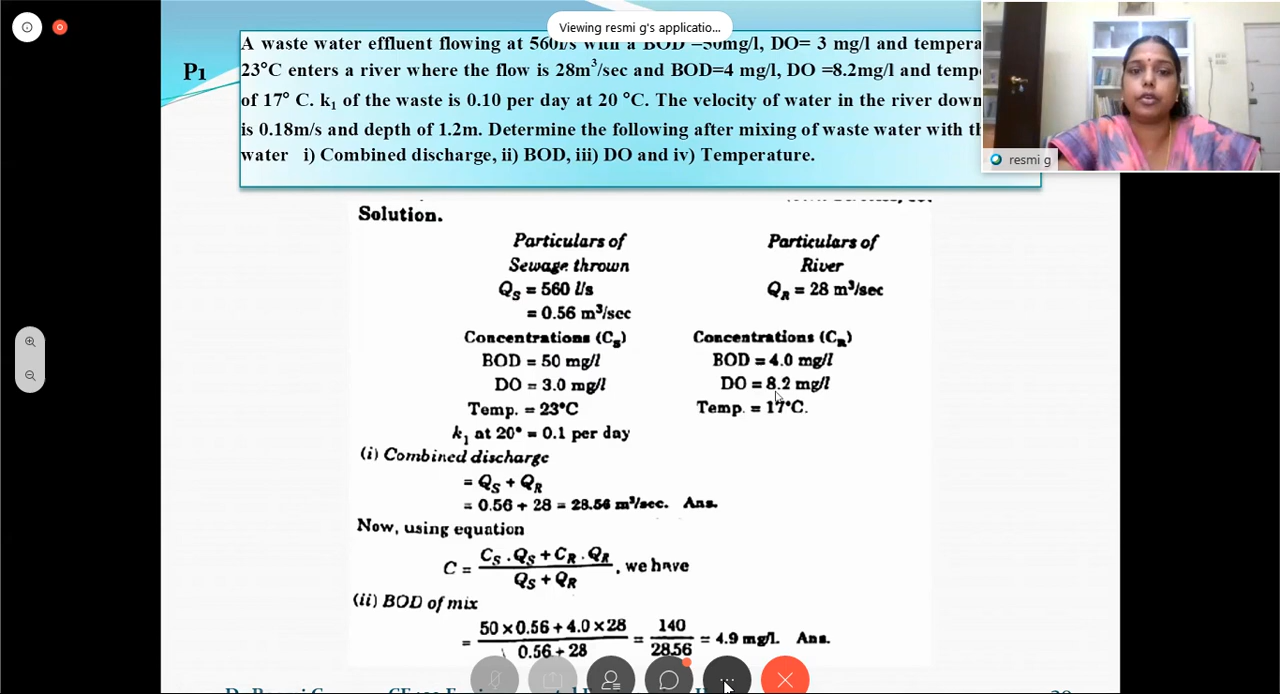 Viewing resmi g's applicatio...
P1
A waste water effluent flowing at 560l/s with a BOD =50mg/l, DO= 3 mg/l and tempera
23°C enters a river where the flow is 28m³/sec and BOD=4 mg/l, DO =8.2mg/l and temp
of 17° C. k₁ of the waste is 0.10 per day at 20 °C. The velocity of water in the river down
is 0.18m/s and depth of 1.2m. Determine the following after mixing of waste water with th
water i) Combined discharge, ii) BOD, iii) DO and iv) Temperature.
resmi g
Solution.
Particulars of Particulars of
Sewage thrown River
Qs = 560 l/s QR = 28 m³/sec
= 0.56 m³/sec
Concentrations (Cs) Concentrations (CR)
BOD = 50 mg/l BOD = 4.0 mg/l
DO = 3.0 mg/l DO = 8.2 mg/l
Temp. = 23°C Temp. = 17°C.
k₁ at 20° = 0.1 per day
(i) Combined discharge
= Qs + QR
= 0.56 + 28 = 28.56 m³/sec. Ans.
Now, using equation
C = Cs . Qs + CR . QR / Qs + QR , we have
(ii) BOD of mix
= 50 × 0.56 + 4.0 × 28 / 0.56 + 28 = 140 / 28.56 = 4.9 mg/l. Ans.